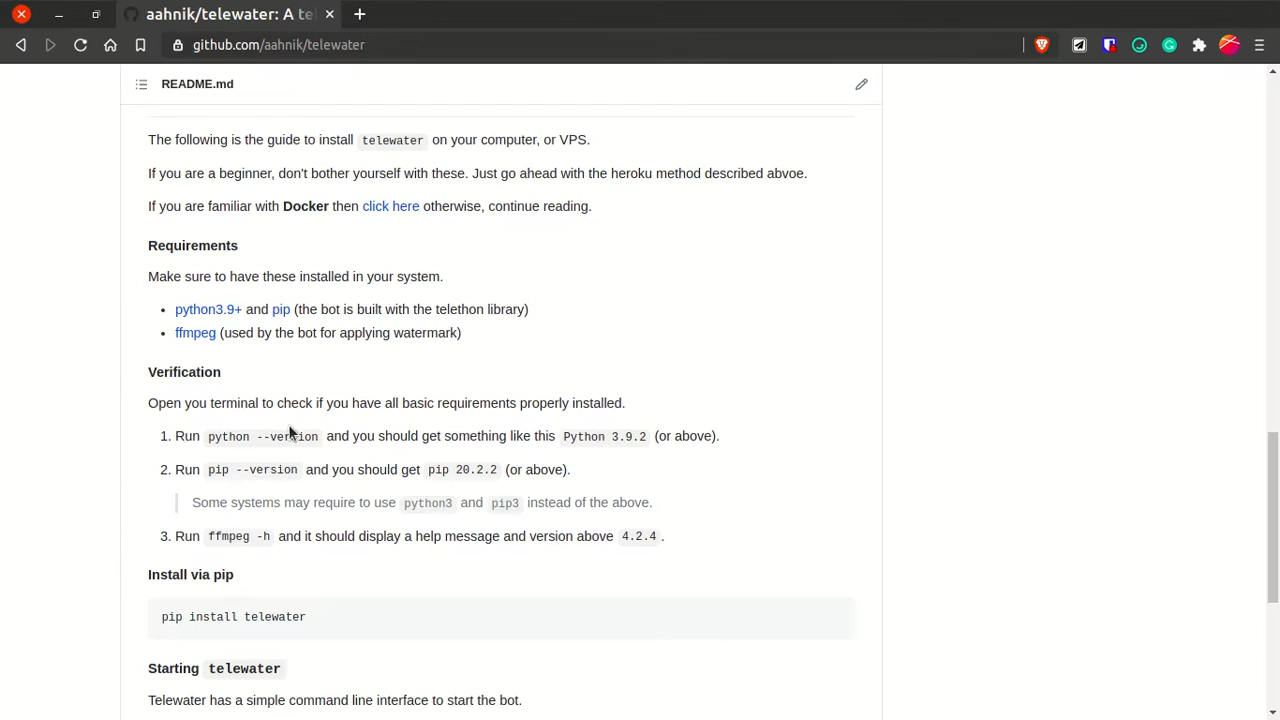 aahnik/telewater: A tel
github.com/aahnik/telewater
README.md
The following is the guide to install telewater on your computer, or VPS.
If you are a beginner, don't bother yourself with these. Just go ahead with the heroku method described abvoe.
If you are familiar with Docker then click here otherwise, continue reading.
Requirements
Make sure to have these installed in your system.
• python3.9+ and pip (the bot is built with the telethon library)
• ffmpeg (used by the bot for applying watermark)
Verification
Open you terminal to check if you have all basic requirements properly installed.
1. Run python --version and you should get something like this Python 3.9.2 (or above).
2. Run pip --version and you should get pip 20.2.2 (or above).
Some systems may require to use python3 and pip3 instead of the above.
3. Run ffmpeg -h and it should display a help message and version above 4.2.4.
Install via pip
pip install telewater
Starting telewater
Telewater has a simple command line interface to start the bot.